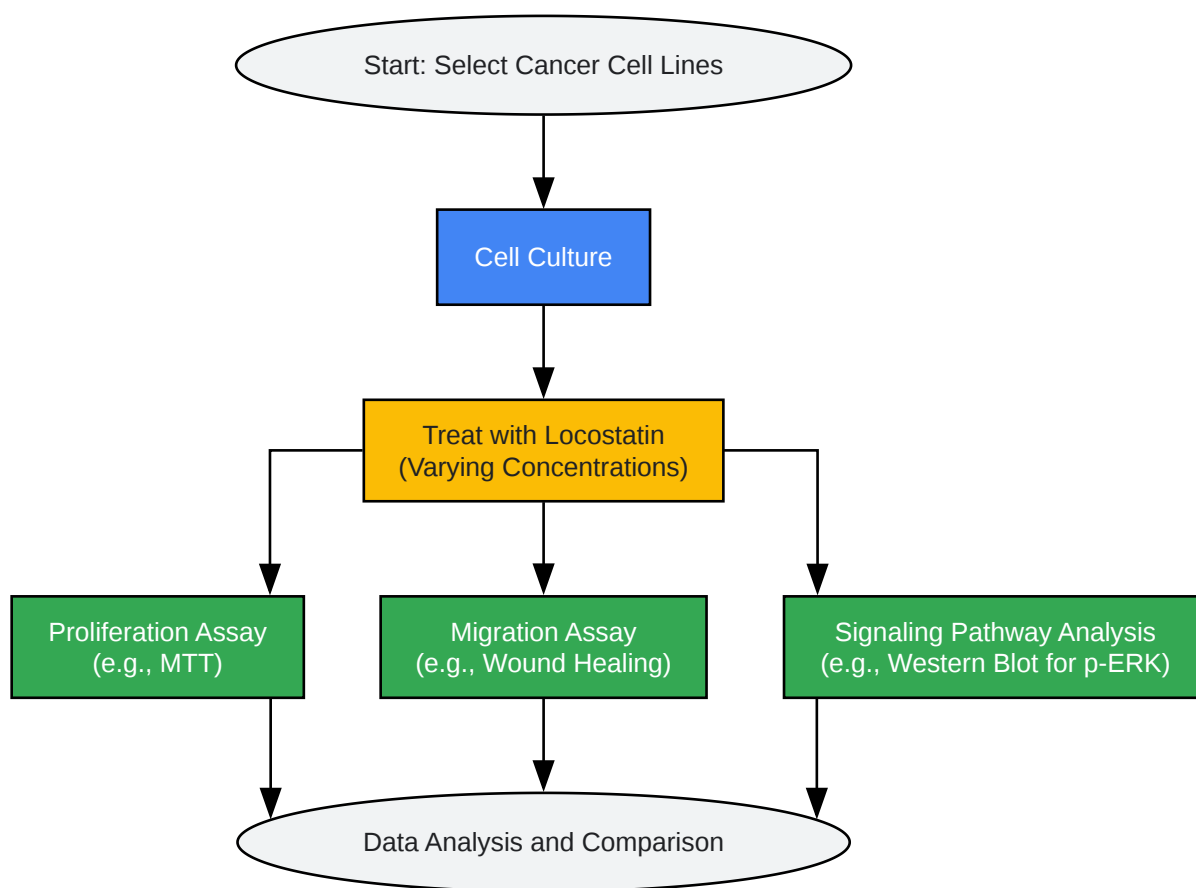 Start: Select Cancer Cell Lines
Cell Culture
Treat with Locostatin
(Varying Concentrations)
Proliferation Assay
(e.g., MTT)
Migration Assay
(e.g., Wound Healing)
Signaling Pathway Analysis
(e.g., Western Blot for p-ERK)
Data Analysis and Comparison